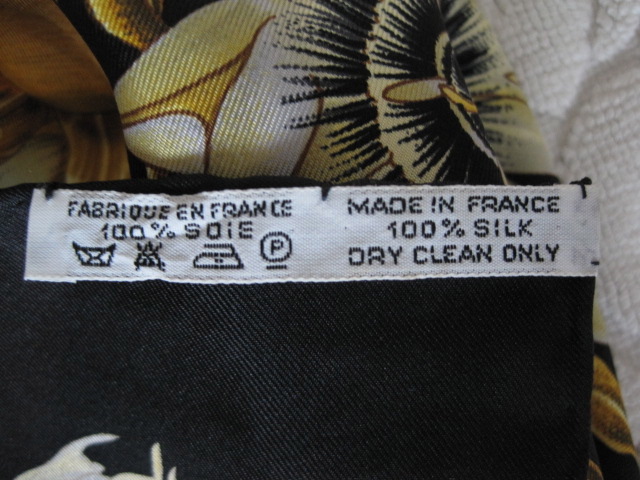 FABRIQUE EN FRANCE
100% SOIE
P
MADE IN FRANCE
100% SILK
DRY CLEAN ONLY